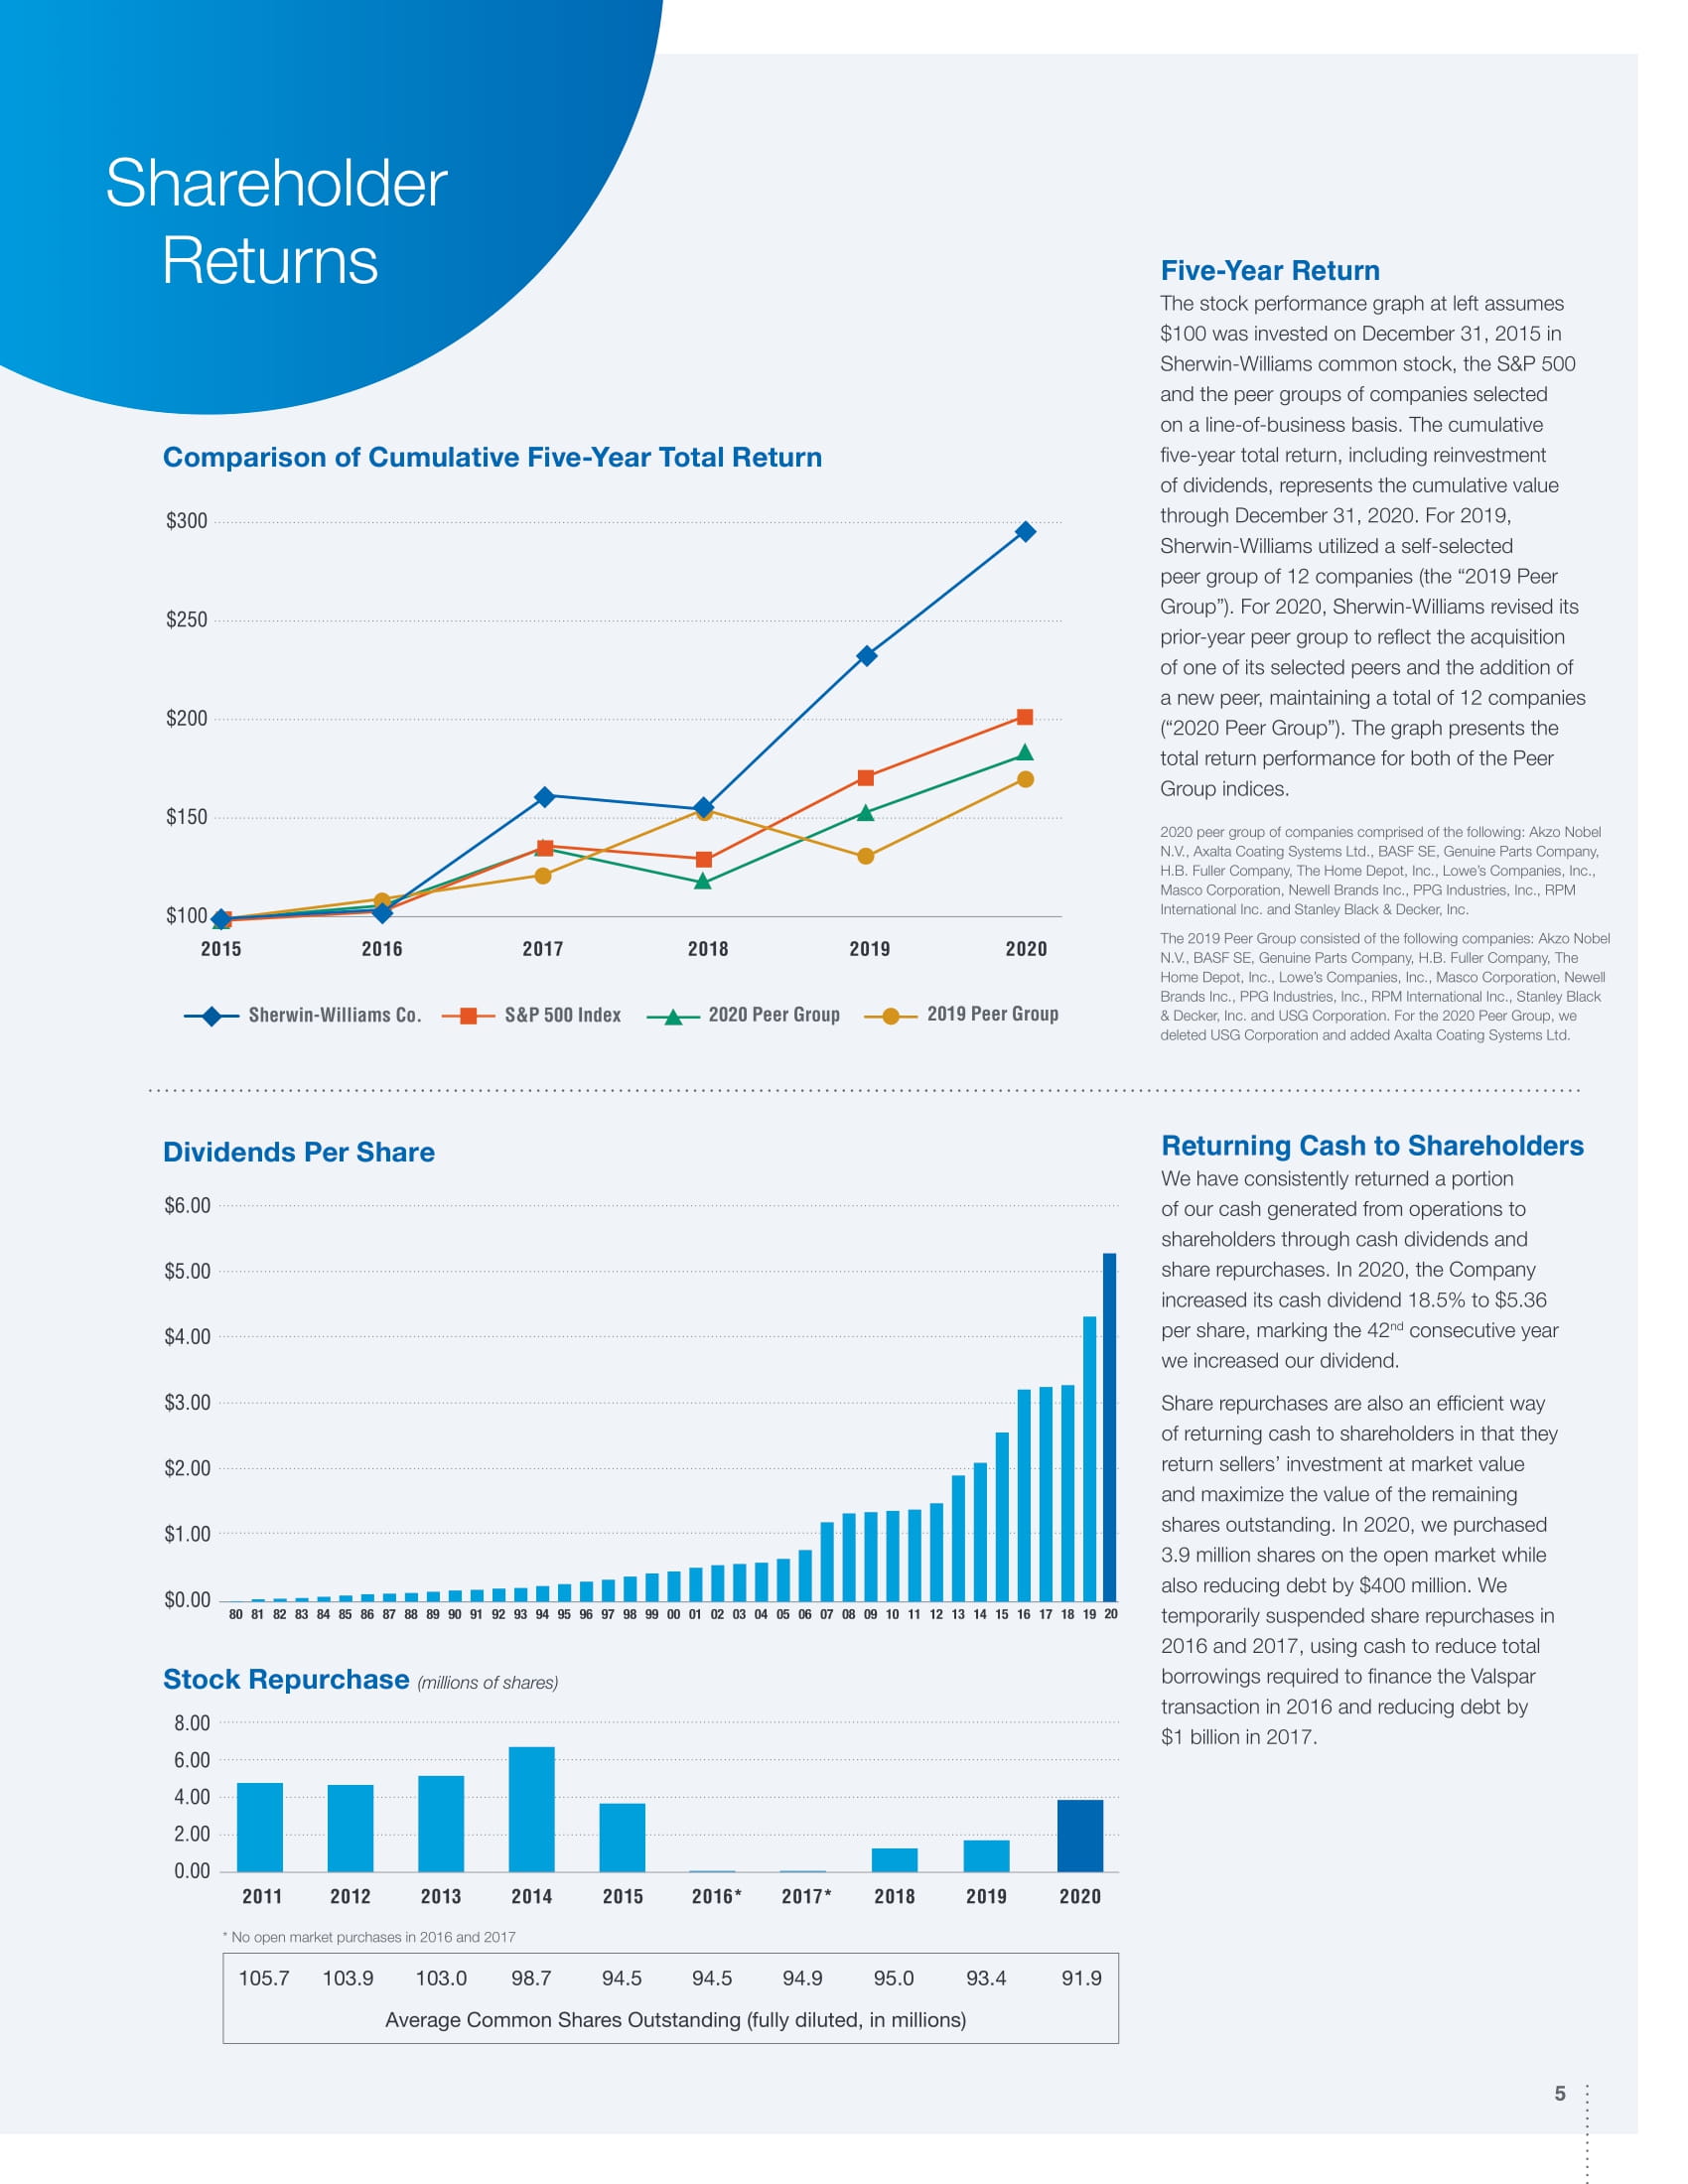 Shareholder
Returns
Comparison of Cumulative Five-Year Total Return
$300
$250
$200
$150
$100
2015 2016 2017 2018 2019 2020
Sherwin-Williams Co. S&P 500 Index 2020 Peer Group 2019 Peer Group
Five-Year Return
The stock performance graph at left assumes
$100 was invested on December 31, 2015 in
Sherwin-Williams common stock, the S&P 500
and the peer groups of companies selected
on a line-of-business basis. The cumulative
five-year total return, including reinvestment
of dividends, represents the cumulative value
through December 31, 2020. For 2019,
Sherwin-Williams utilized a self-selected
peer group of 12 companies (the “2019 Peer
Group”). For 2020, Sherwin-Williams revised its
prior-year peer group to reflect the acquisition
of one of its selected peers and the addition of
a new peer, maintaining a total of 12 companies
(“2020 Peer Group”). The graph presents the
total return performance for both of the Peer
Group indices.
2020 peer group of companies comprised of the following: Akzo Nobel
N.V., Axalta Coating Systems Ltd., BASF SE, Genuine Parts Company,
H.B. Fuller Company, The Home Depot, Inc., Lowe’s Companies, Inc.,
Masco Corporation, Newell Brands Inc., PPG Industries, Inc., RPM
International Inc. and Stanley Black & Decker, Inc.
The 2019 Peer Group consisted of the following companies: Akzo Nobel
N.V., BASF SE, Genuine Parts Company, H.B. Fuller Company, The
Home Depot, Inc., Lowe’s Companies, Inc., Masco Corporation, Newell
Brands Inc., PPG Industries, Inc., RPM International Inc., Stanley Black
& Decker, Inc. and USG Corporation. For the 2020 Peer Group, we
deleted USG Corporation and added Axalta Coating Systems Ltd.
Dividends Per Share
$6.00
$5.00
$4.00
$3.00
$2.00
$1.00
$0.00
80 81 82 83 84 85 86 87 88 89 90 91 92 93 94 95 96 97 98 99 00 01 02 03 04 05 06 07 08 09 10 11 12 13 14 15 16 17 18 19 20
Stock Repurchase (millions of shares)
8.00
6.00
4.00
2.00
0.00
2011 2012 2013 2014 2015 2016* 2017* 2018 2019 2020
* No open market purchases in 2016 and 2017
105.7 103.9 103.0 98.7 94.5 94.5 94.9 95.0 93.4 91.9
Average Common Shares Outstanding (fully diluted, in millions)
Returning Cash to Shareholders
We have consistently returned a portion
of our cash generated from operations to
shareholders through cash dividends and
share repurchases. In 2020, the Company
increased its cash dividend 18.5% to $5.36
per share, marking the 42nd consecutive year
we increased our dividend.
Share repurchases are also an efficient way
of returning cash to shareholders in that they
return sellers’ investment at market value
and maximize the value of the remaining
shares outstanding. In 2020, we purchased
3.9 million shares on the open market while
also reducing debt by $400 million. We
temporarily suspended share repurchases in
2016 and 2017, using cash to reduce total
borrowings required to finance the Valspar
transaction in 2016 and reducing debt by
$1 billion in 2017.
5